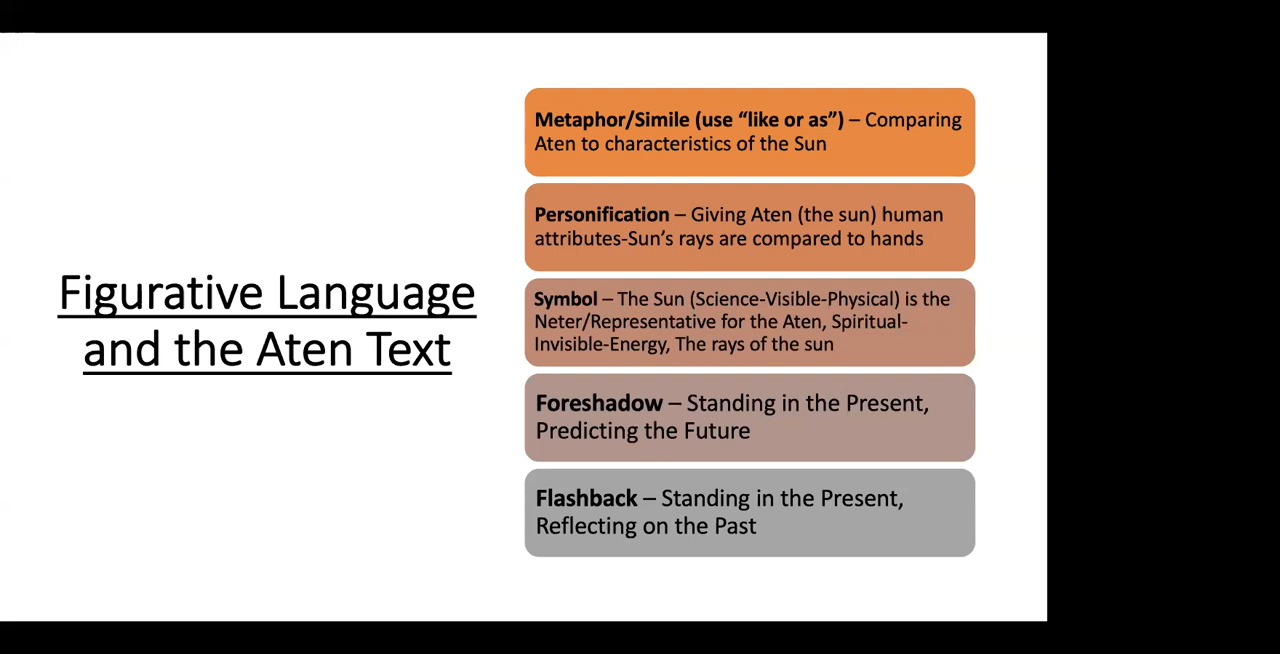 Figurative Language
and the Aten Text
Metaphor/Simile (use “like or as”) – Comparing
Aten to characteristics of the Sun
Personification – Giving Aten (the sun) human
attributes-Sun’s rays are compared to hands
Symbol – The Sun (Science-Visible-Physical) is the
Neter/Representative for the Aten, Spiritual-
Invisible-Energy, The rays of the sun
Foreshadow – Standing in the Present,
Predicting the Future
Flashback – Standing in the Present,
Reflecting on the Past